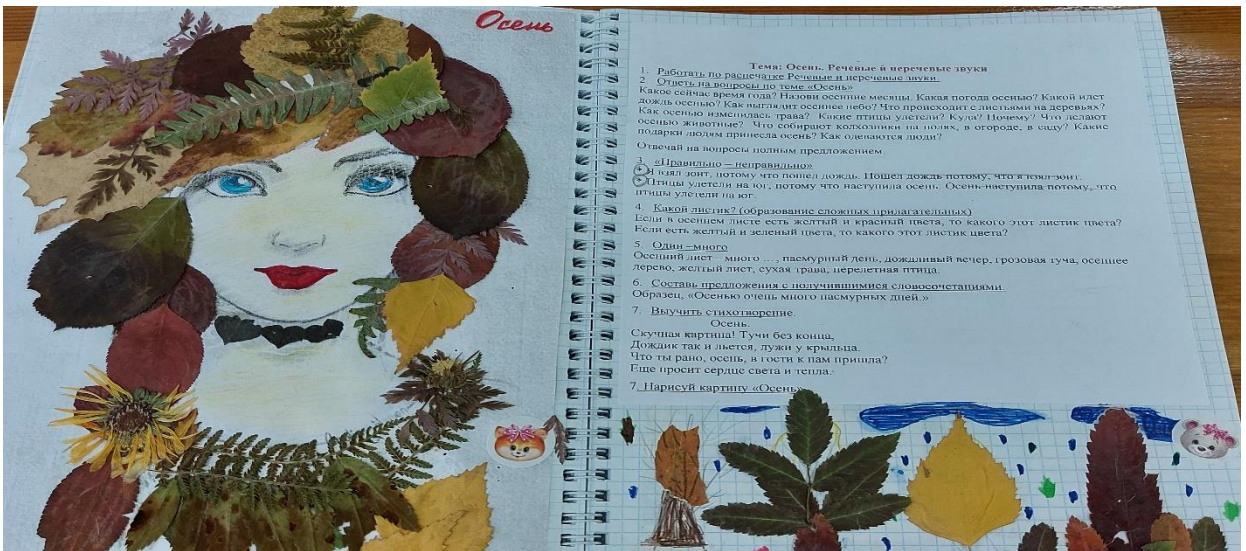 Осень
Тема: Осень. Речевые и неречевые звуки
1. Работать по распечатке Речевые и неречевые звуки.
2. Ответь на вопросы по теме «Осень»
Какое сейчас время года? Назови осенние месяцы. Какая погода осенью? Какой идет
дождь осенью? Как выглядит осеннее небо? Что происходит с листьями на деревьях?
Как осенью изменилась трава? Какие птицы улетели? Куда? Почему? Что делают
осенью животные? Что собирают колхозники на полях, в огороде, в саду? Какие
подарки людям принесла осень? Как одеваются люди?
Отвечай на вопросы полным предложением.
3. «Правильно – неправильно»
Я взял зонт, потому что пошел дождь. Пошел дождь потому, что я взял зонт.
Птицы улетели на юг, потому что наступила осень. Осень наступила потому, что
птицы улетели на юг.
4. Какой листик? (образование сложных прилагательных)
Если в осеннем листе есть желтый и красный цвета, то какого этот листик цвета?
Если есть желтый и зеленый цвета, то какого этот листик цвета?
5. Один –много
Осенний лист – много ..., пасмурный день, дождливый вечер, грозовая туча, осеннее
дерево, желтый лист, сухая трава, перелетная птица.
6. Составь предложения с получившимися словосочетаниями.
Образец, «Осенью очень много пасмурных дней.»
7. Выучить стихотворение.
Осень.
Скучная картина! Тучи без конца,
Дождик так и льется, лужи у крыльца.
Что ты рано, осень, в гости к нам пришла?
Еще просит сердце света и тепла.
7. Нарисуй картину «Осень»